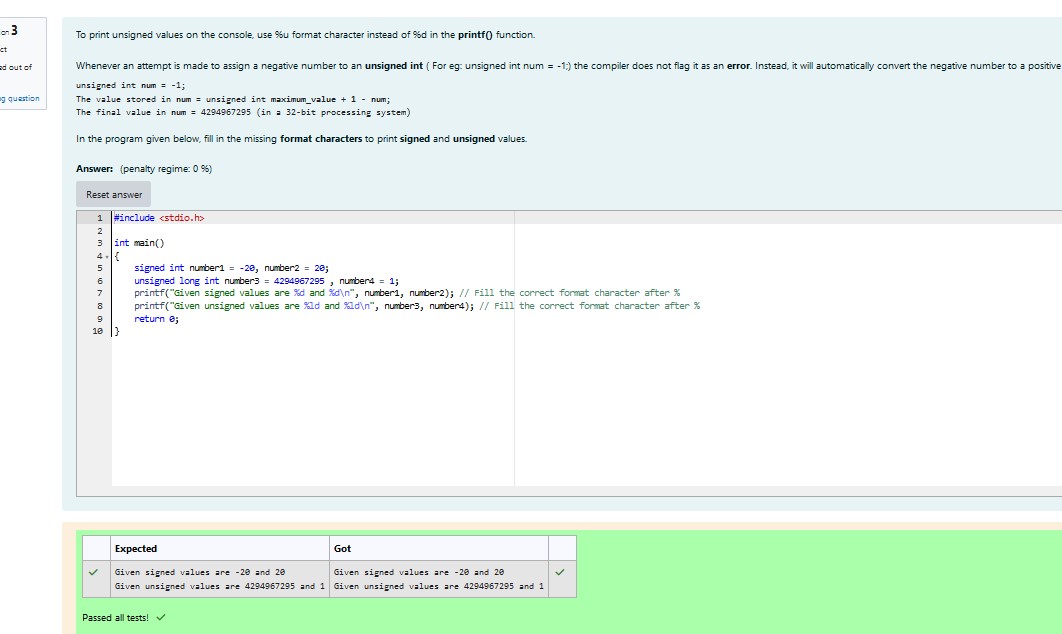 on 3
ct
ed out of
g question
To print unsigned values on the console, use %u format character instead of %d in the printf() function.
Whenever an attempt is made to assign a negative number to an unsigned int ( For eg: unsigned int num = -1;) the compiler does not flag it as an error. Instead, it will automatically convert the negative number to a positive
unsigned int num = -1;
The value stored in num = unsigned int maximum_value + 1 - num;
The final value in num = 4294967295 (in a 32-bit processing system)
In the program given below, fill in the missing format characters to print signed and unsigned values.
Answer: (penalty regime: 0 %)
Reset answer
1 #include <stdio.h>
2
3 int main()
4 {
5 signed int number1 = -20, number2 = 20;
6 unsigned long int number3 = 4294967295 , number4 = 1;
7 printf("Given signed values are %d and %d\n", number1, number2); // Fill the correct format character after %
8 printf("Given unsigned values are %ld and %ld\n", number3, number4); // Fill the correct format character after %
9 return 0;
10 }
Expected Got
Given signed values are -20 and 20 Given signed values are -20 and 20
Given unsigned values are 4294967295 and 1 Given unsigned values are 4294967295 and 1
Passed all tests!